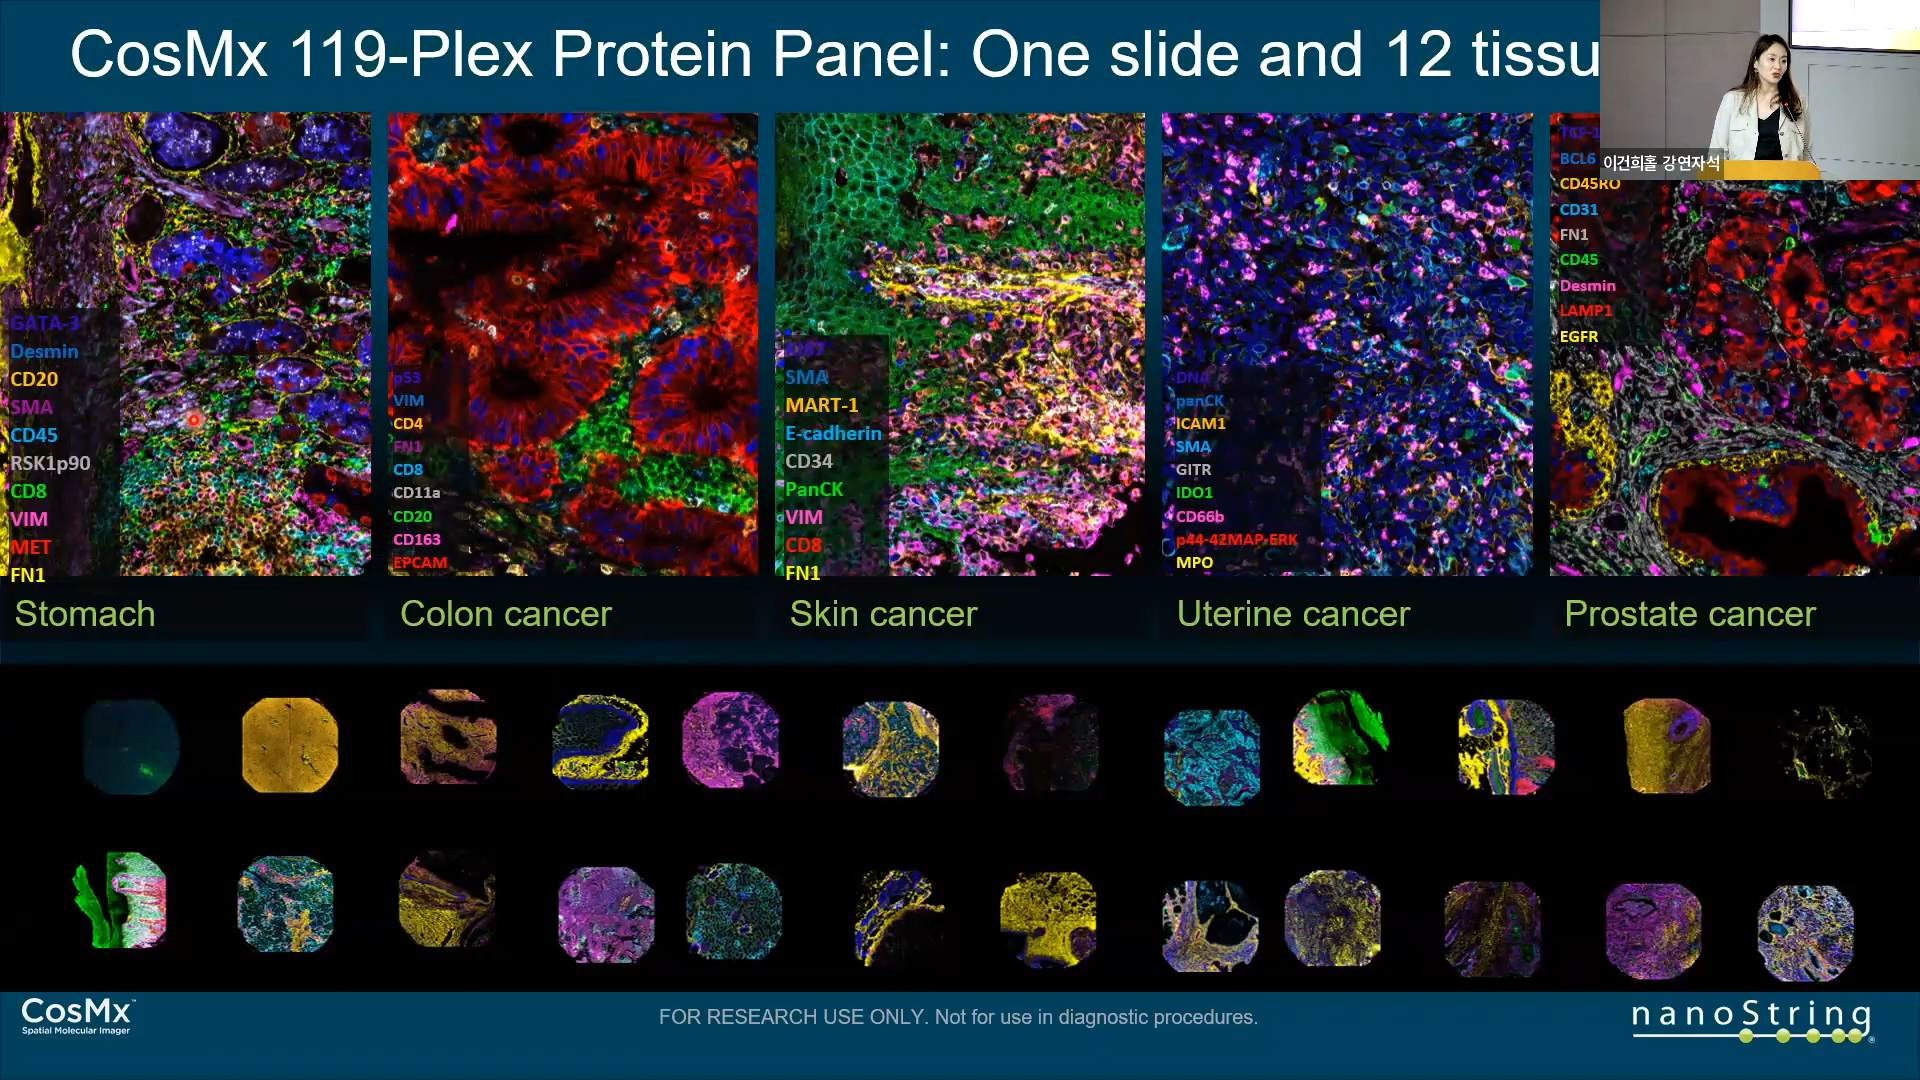 CosMx 119-Plex Protein Panel: One slide and 12 tissu
이건희홀 강연자석
GATA-3
Desmin
CD20
SMA
CD45
RSK1p90
CD8
VIM
MET
FN1
Stomach
p53
VIM
CD4
FN1
CD8
CD11a
CD20
CD163
EPCAM
Colon cancer
SMA
MART-1
E-cadherin
CD34
PanCK
VIM
CD8
FN1
Skin cancer
DNA
panCK
ICAM1
SMA
GITR
IDO1
CD66b
p44-42MAP-ERK
MPO
Uterine cancer
BCL6
CD45RO
CD31
FN1
CD45
Desmin
LAMP1
EGFR
Prostate cancer
CosMx™
Spatial Molecular Imager
FOR RESEARCH USE ONLY. Not for use in diagnostic procedures.
nanoString®